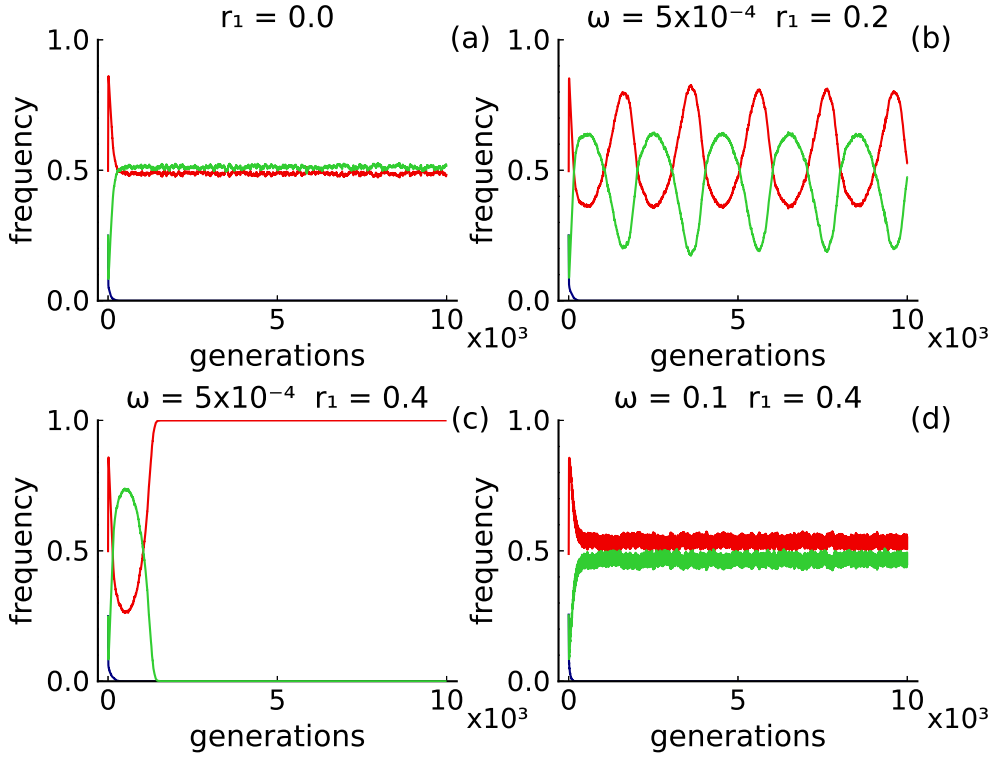 r₁ = 0.0
(a)
1.0
0.5
0.0
frequency
0
5
10
x10³
generations
ω = 5x10⁻⁴ r₁ = 0.2
(b)
1.0
0.5
0.0
frequency
0
5
10
x10³
generations
ω = 5x10⁻⁴ r₁ = 0.4
(c)
1.0
0.5
0.0
frequency
0
5
10
x10³
generations
ω = 0.1 r₁ = 0.4
(d)
1.0
0.5
0.0
frequency
0
5
10
x10³
generations